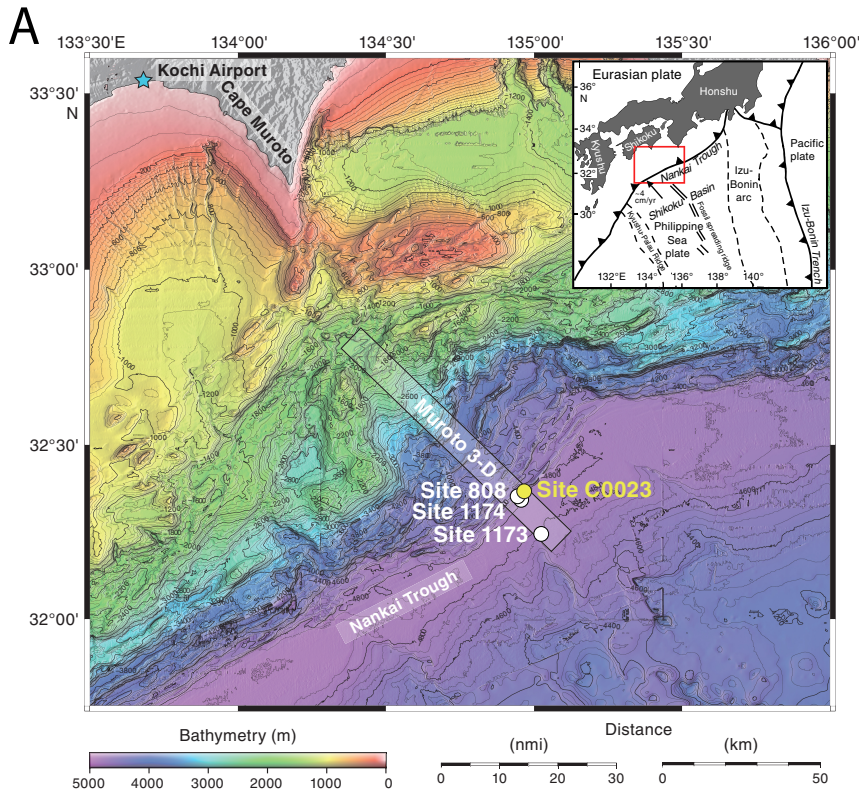 A
133°30'E 134°00' 134°30' 135°00' 135°30' 136°00'
33°30'
N
33°00'
32°30'
32°00'
Kochi Airport
Cape Muroto
Muroto 3-D
Site 808
Site C0023
Site 1174
Site 1173
Nankai Trough
Eurasian plate
Honshu
36°
N
34°
32°
30°
Shikoku
Kyushu
Nankai Trough
Pacific
plate
Izu-
Bonin
arc
~4
cm/yr
Shikoku Basin
Kyushu Palau Ridge
Fossil spreading ridge
Philippine
Sea
plate
Izu-Bonin Trench
132°E 134° 136° 138° 140°
Bathymetry (m)
5000 4000 3000 2000 1000 0
Distance
(nmi) (km)
0 10 20 30
0 50